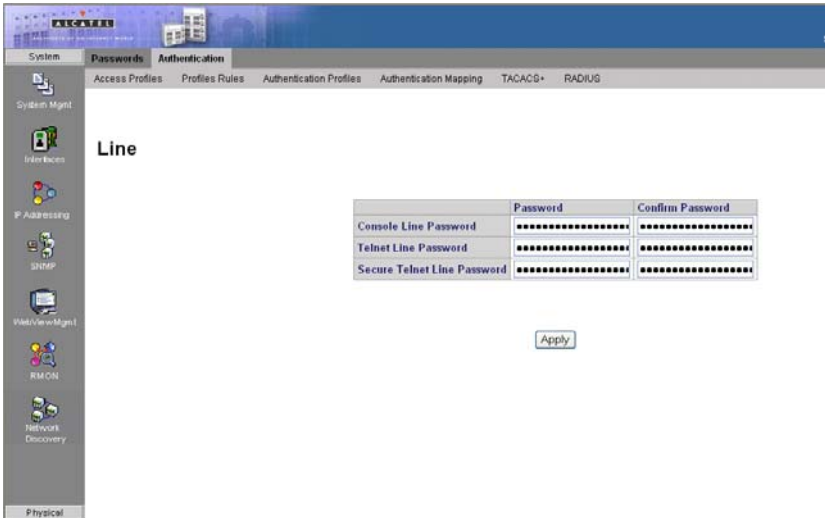 ALCATEL
System
Passwords Authentication
Access Profiles Profiles Rules Authentication Profiles Authentication Mapping TACACS+ RADIUS
System Mgmt
Interfaces
IP Addressing
SNMP
WebView Mgmt
RMON
Network
Discovery
Physical
Line
Password Confirm Password
Console Line Password
Telnet Line Password
Secure Telnet Line Password
Apply